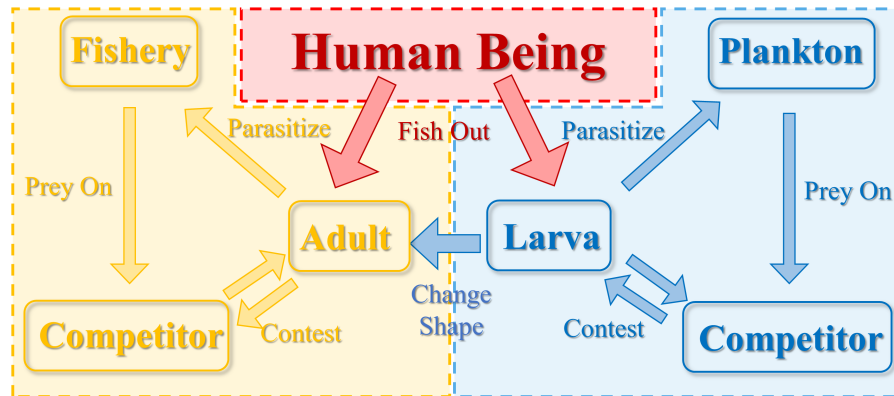 Human Being
Fishery
Plankton
Parasitize
Fish Out
Parasitize
Prey On
Prey On
Adult
Larva
Change
Shape
Competitor
Contest
Contest
Competitor